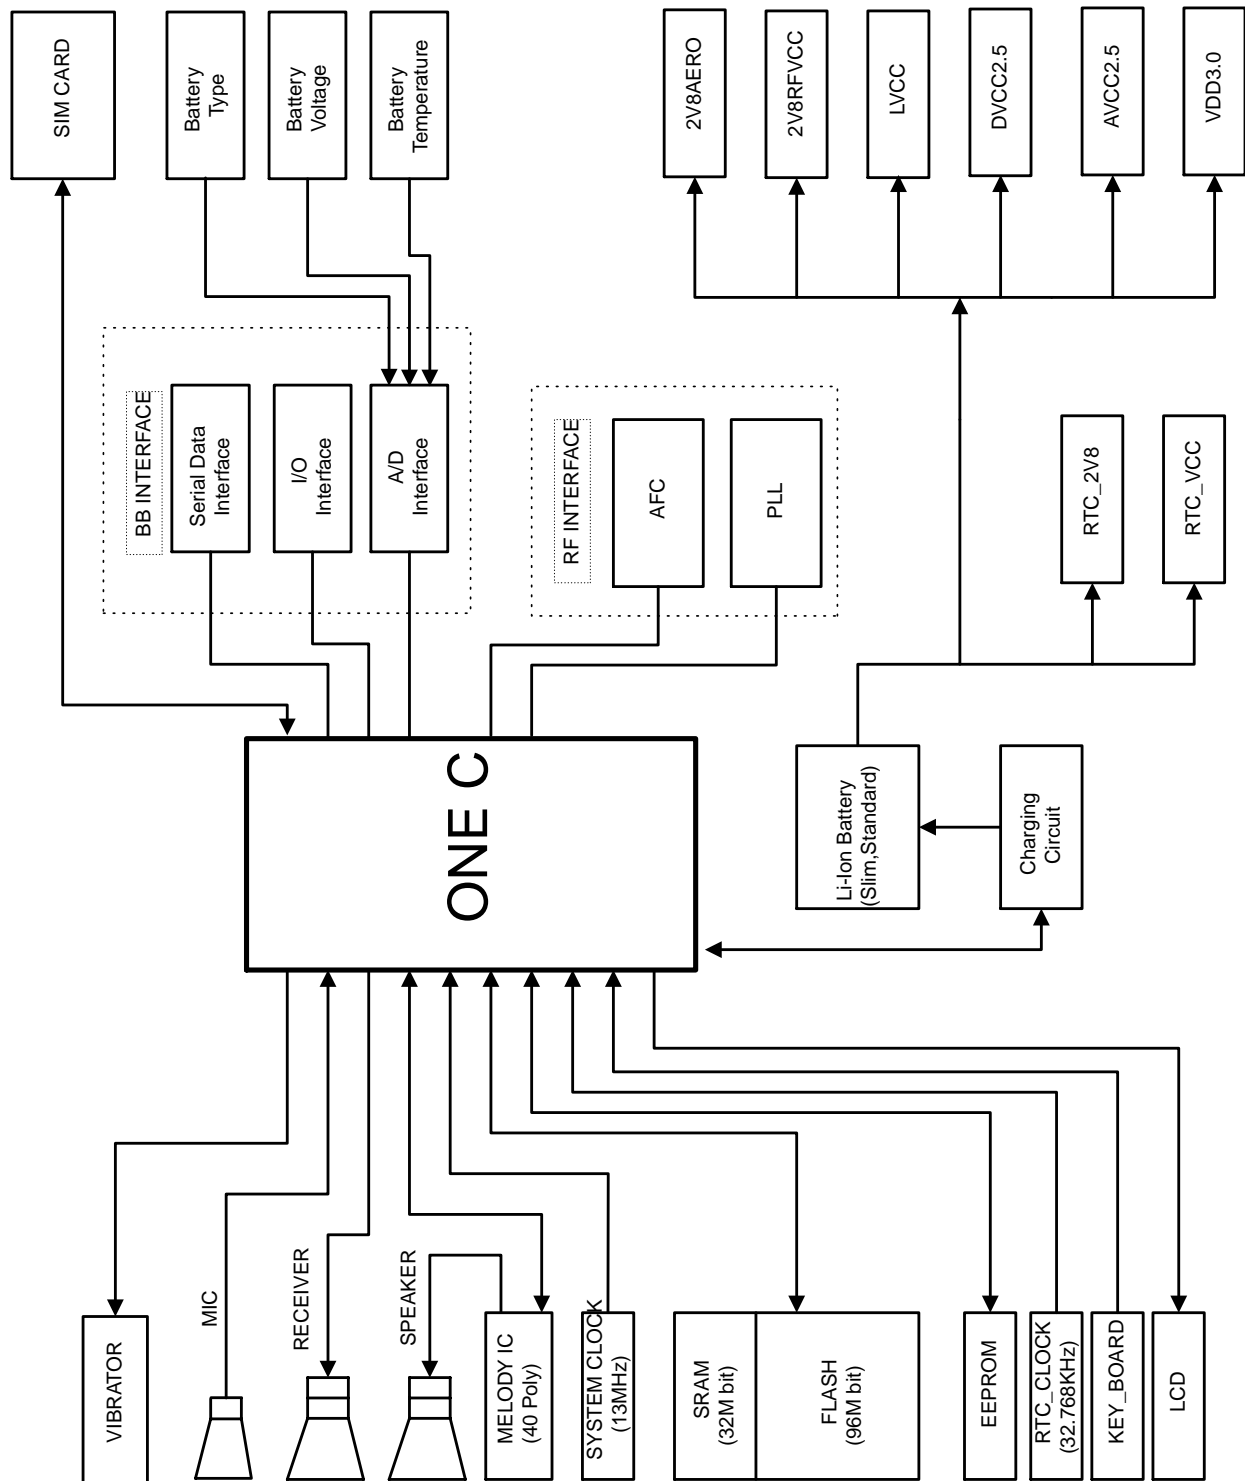 SIM CARD
Battery
Type
Battery
Voltage
Battery
Temperature
2V8AERO
2V8RFVCC
LVCC
DVCC2.5
AVCC2.5
VDD3.0
BB INTERFACE
Serial Data
Interface
I/O
Interface
A/D
Interface
RF INTERFACE
AFC
PLL
RTC_2V8
RTC_VCC
ONE C
Li-Ion Battery
(Slim,Standard)
Charging
Circuit
VIBRATOR
MIC
RECEIVER
SPEAKER
MELODY IC
(40 Poly)
SYSTEM CLOCK
(13MHz)
SRAM
(32M bit)
FLASH
(96M bit)
EEPROM
RTC_CLOCK
(32.768KHz)
KEY_BOARD
LCD